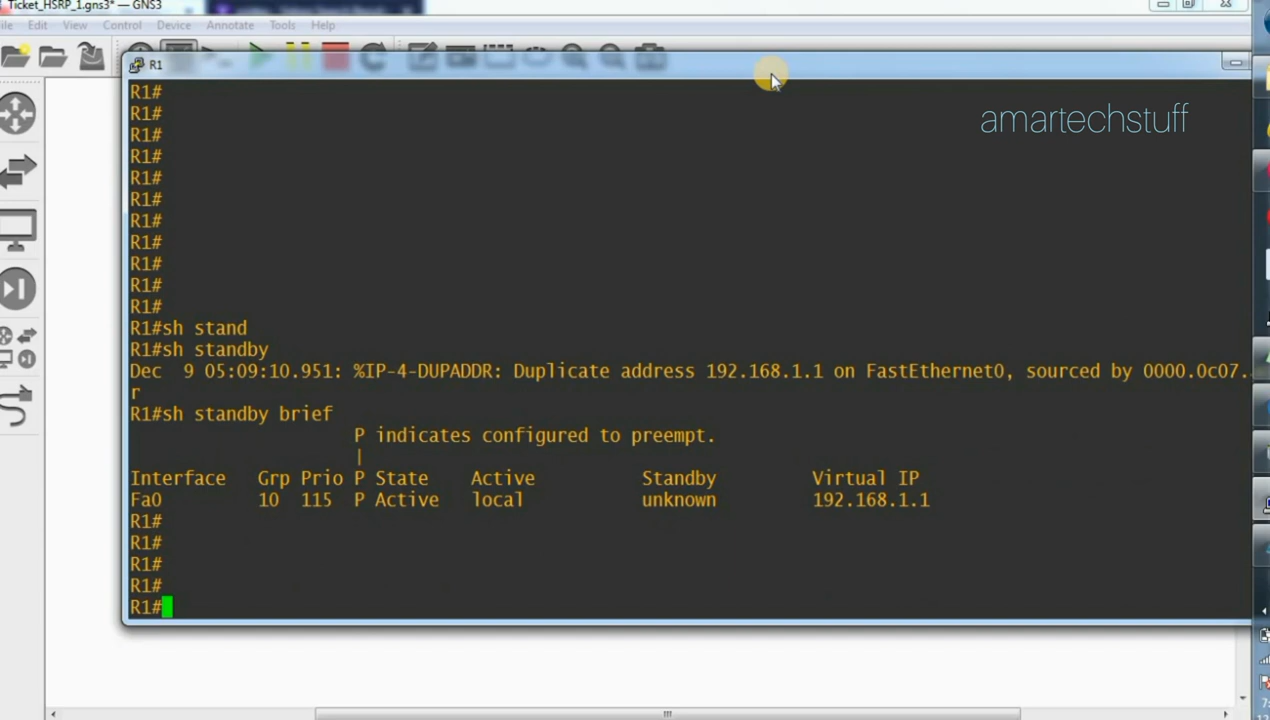 Ticket_HSRP_1.gns3* — GNS3
Edit View Control Device Annotate Tools Help
R1
amartechstuff
R1#
R1#
R1#
R1#
R1#
R1#
R1#
R1#
R1#
R1#
R1#
R1#sh stand
R1#sh standby
Dec 9 05:09:10.951: %IP-4-DUPADDR: Duplicate address 192.168.1.1 on FastEthernet0, sourced by 0000.0c07.
r
R1#sh standby brief
P indicates configured to preempt.
|
Interface Grp Prio P State Active Standby Virtual IP
Fa0 10 115 P Active local unknown 192.168.1.1
R1#
R1#
R1#
R1#
R1#